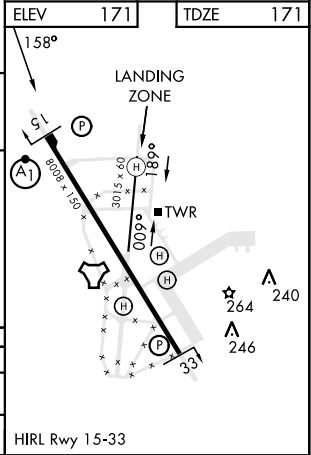 ELEV 171
TDZE 171
158°
LANDING
ZONE
15
P
H
189°
A1
8008 x 150
3015 x 60
TWR
009°
H
H
H
264
240
246
P
33
HIRL Rwy 15-33